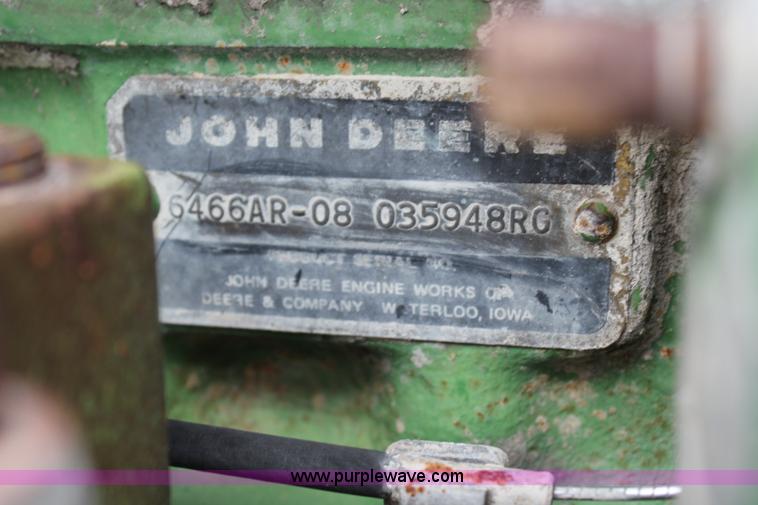 JOHN DEERE
6466AR-08 035948RG
PRODUCT SERIAL NO.
JOHN DEERE ENGINE WORKS OF
DEERE & COMPANY WATERLOO, IOWA
www.purplewave.com